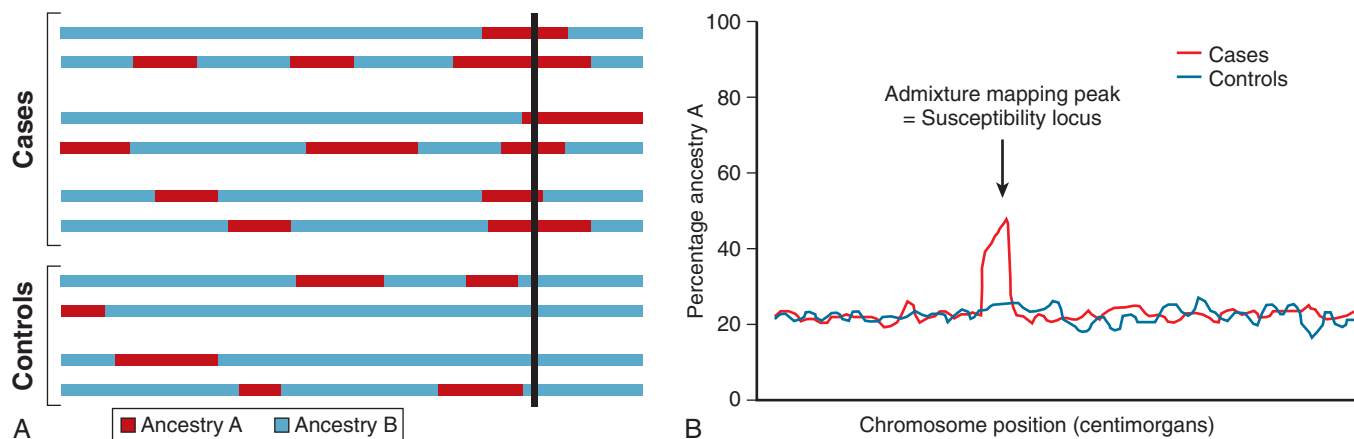 Cases
Controls
A
Ancestry A
Ancestry B
100
80
60
40
20
0
Percentage ancestry A
Cases
Controls
Admixture mapping peak
= Susceptibility locus
B
Chromosome position (centimorgans)